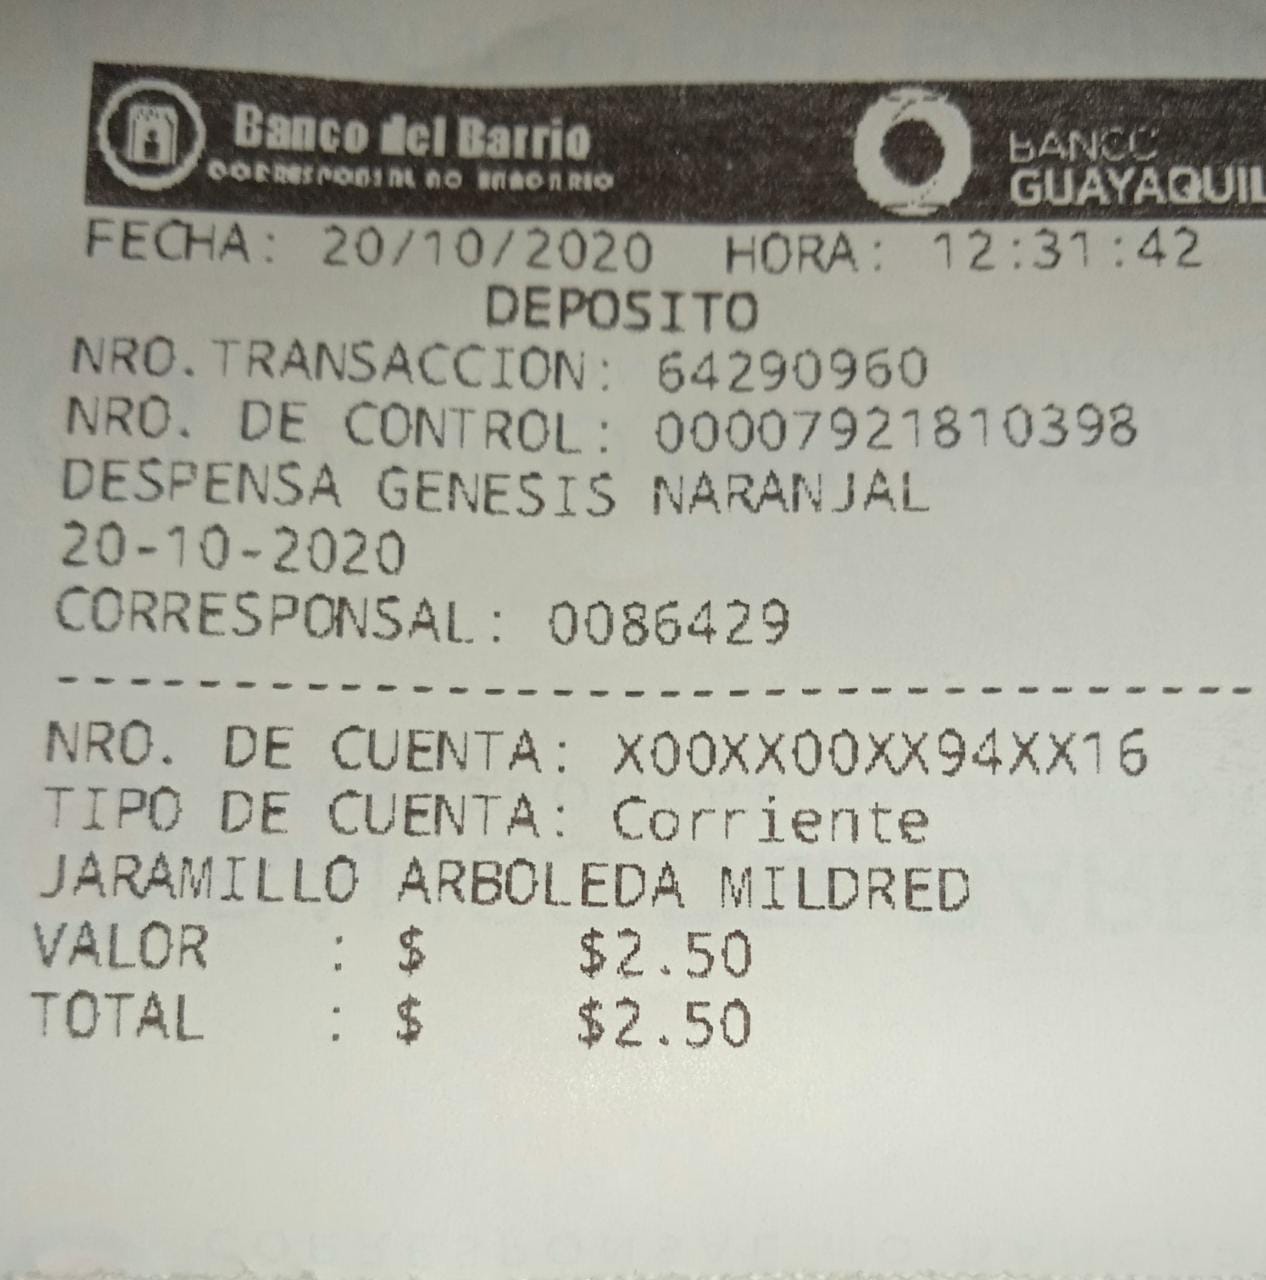 Banco del Barrio
CORRESPONSAL NO BANCARIO
BANCO
GUAYAQUIL
FECHA: 20/10/2020 HORA: 12:31:42
DEPOSITO
NRO.TRANSACCION: 64290960
NRO. DE CONTROL: 00007921810398
DESPENSA GENESIS NARANJAL
20-10-2020
CORRESPONSAL: 0086429
----------------------------------
NRO. DE CUENTA: X00XX00XX94XX16
TIPO DE CUENTA: Corriente
JARAMILLO ARBOLEDA MILDRED
VALOR : $ $2.50
TOTAL : $ $2.50